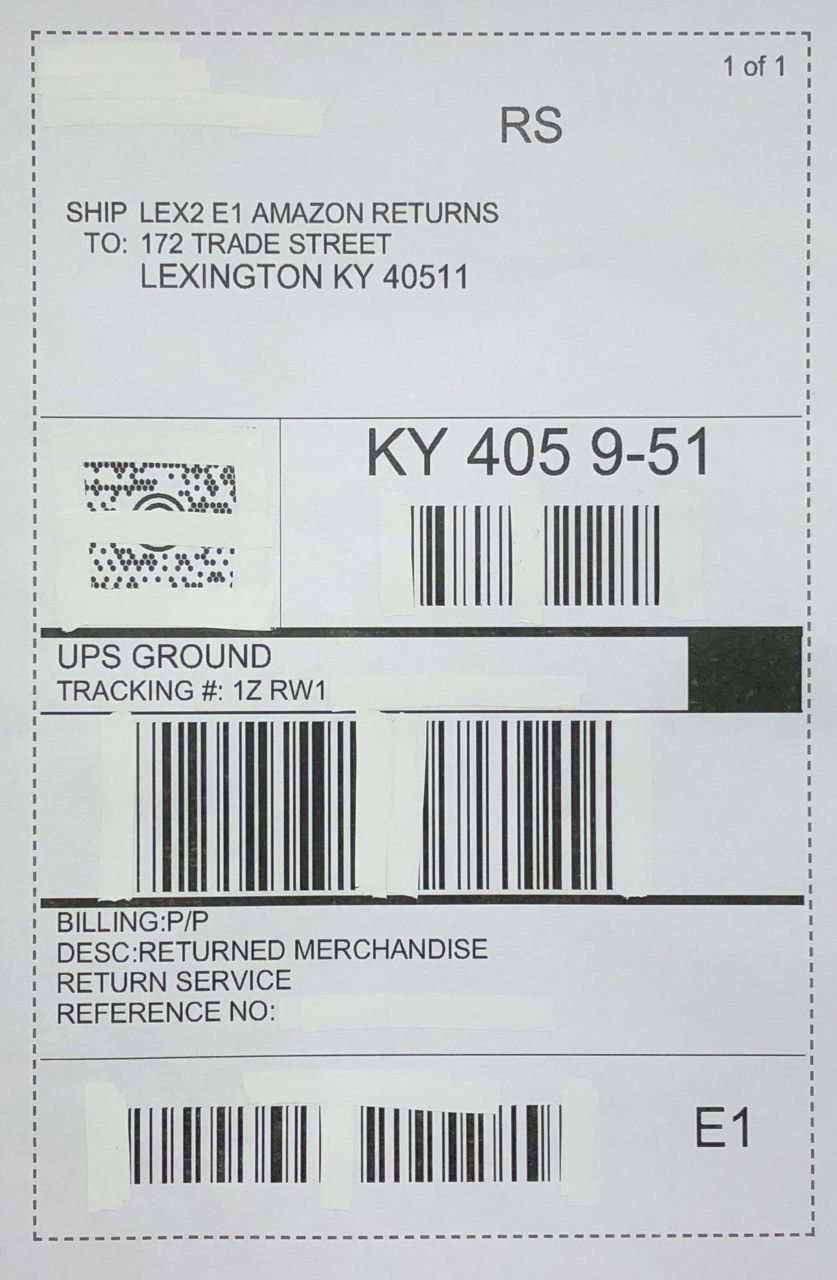 1 of 1
RS
SHIP LEX2 E1 AMAZON RETURNS
TO: 172 TRADE STREET
LEXINGTON KY 40511
KY 405 9-51
UPS GROUND
TRACKING #: 1Z RW1
BILLING:P/P
DESC:RETURNED MERCHANDISE
RETURN SERVICE
REFERENCE NO:
E1